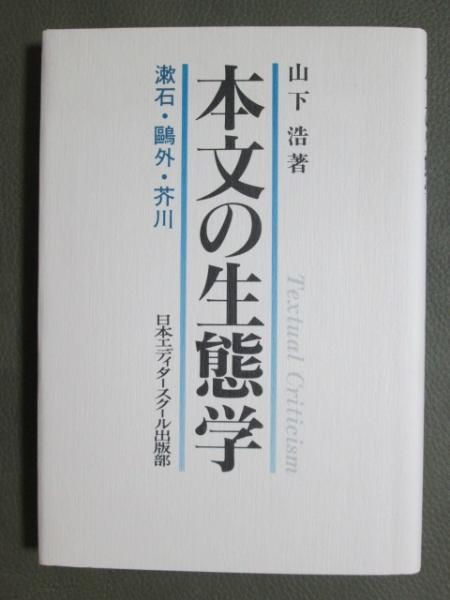 山下 浩著
Textual Criticism
本文の生態学
漱石・鷗外・芥川
日本エディタースクール出版部